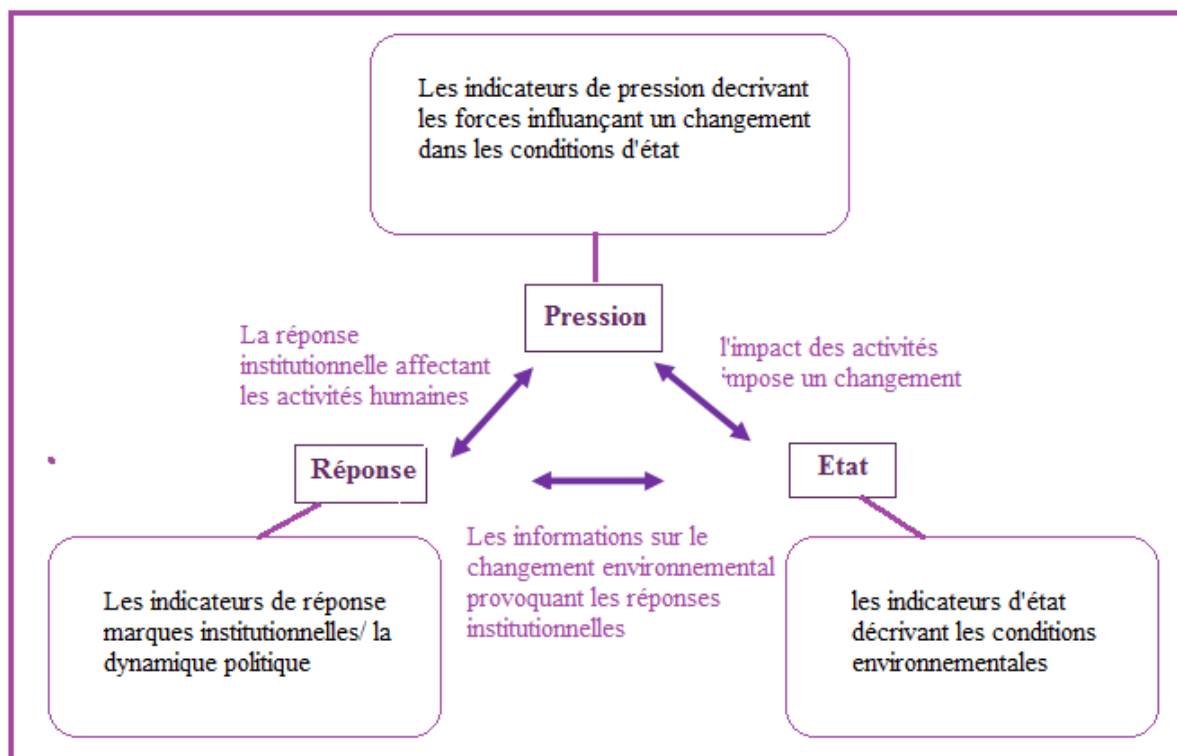 Les indicateurs de pression decrivant
les forces influançant un changement
dans les conditions d'état
Pression
La réponse
institutionnelle affectant
les activités humaines
l'impact des activités
impose un changement
Réponse
Etat
Les informations sur le
changement environmental
provoquant les réponses
institutionnelles
Les indicateurs de réponse
marques institutionnelles/ la
dynamique politique
les indicateurs d'état
décrivant les conditions
environnementales